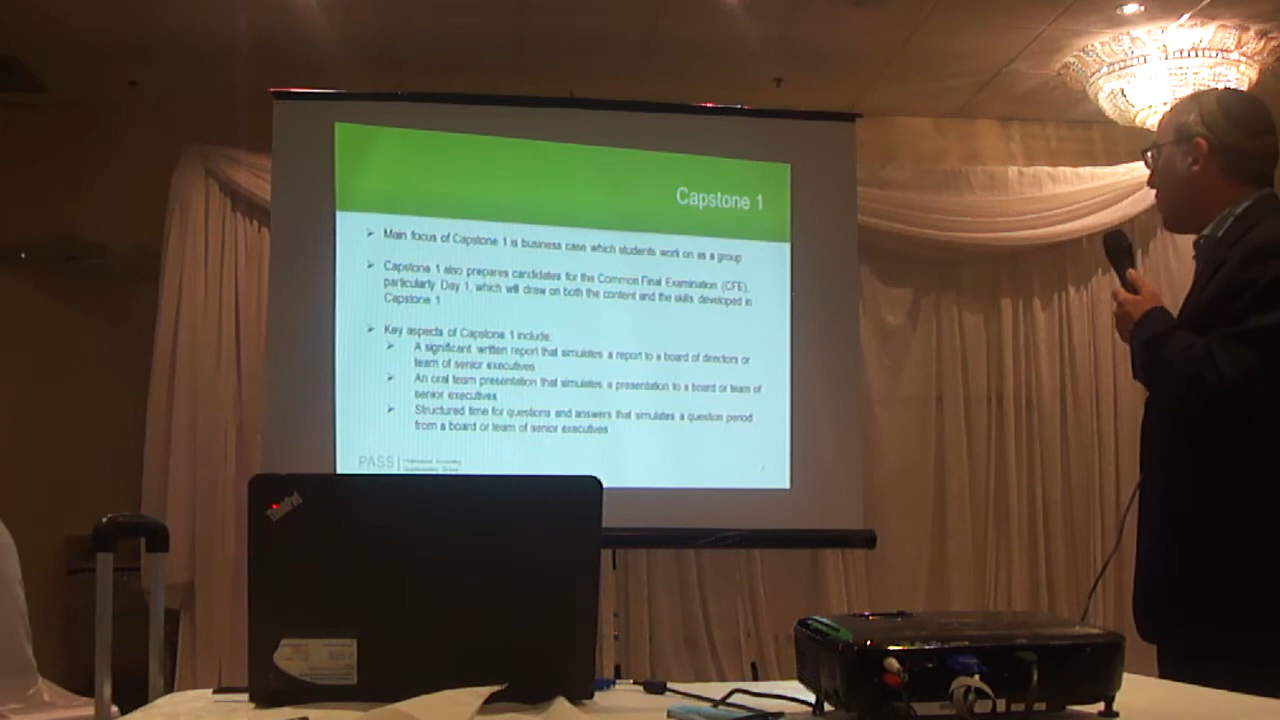 Capstone 1
Main focus of Capstone 1 is business case which students work on as a group
Capstone 1 also prepares candidates for the Common Final Examination (CFE),
particularly Day 1, which will draw on both the content and the skills developed in
Capstone 1
Key aspects of Capstone 1 include:
A significant written report that simulates a report to a board of directors or
team of senior executives
An oral team presentation that simulates a presentation to a board or team of
senior executives
Structured time for questions and answers that simulates a question period
from a board or team of senior executives
PASS
ThinkPad